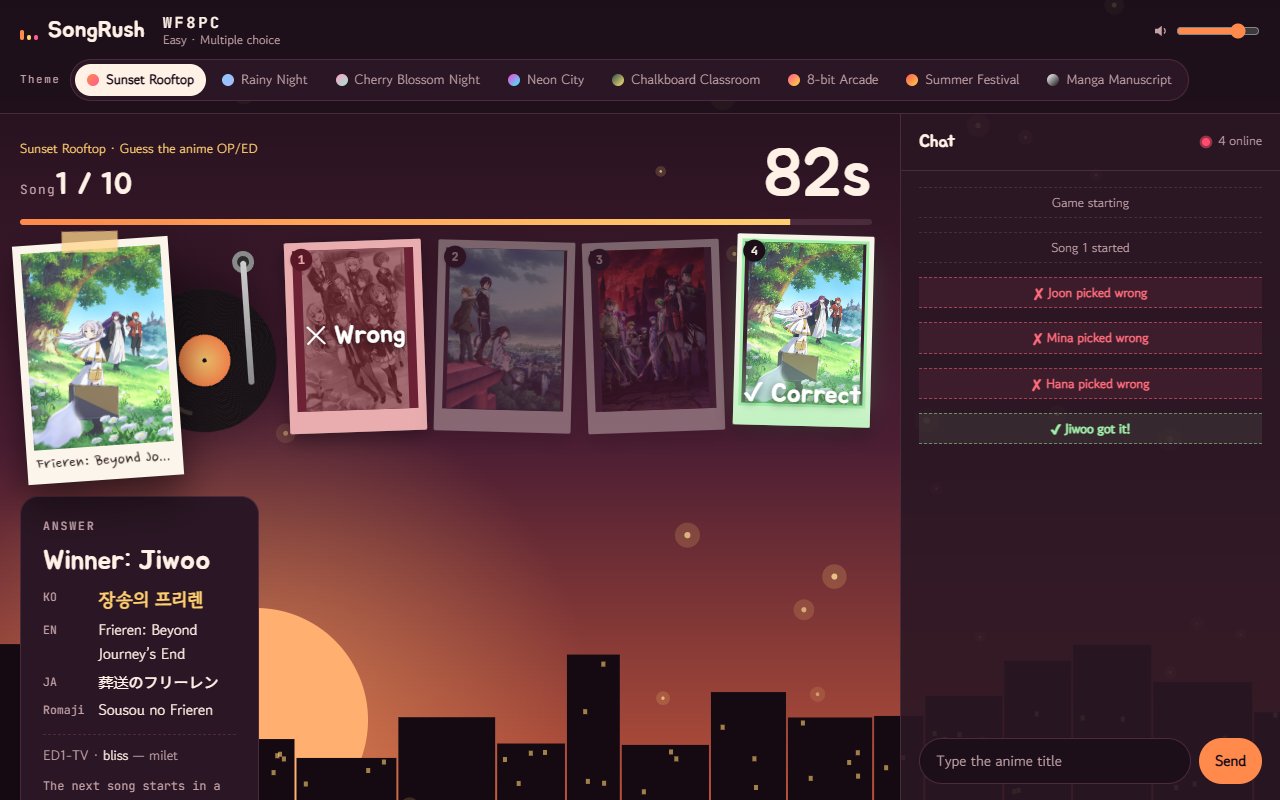 SongRush
WF8PC
Easy · Multiple choice
Theme
Sunset Rooftop
Rainy Night
Cherry Blossom Night
Neon City
Chalkboard Classroom
8-bit Arcade
Summer Festival
Manga Manuscript
Sunset Rooftop · Guess the anime OP/ED
Song 1 / 10
82s
Frieren: Beyond Jo...
1
✕ Wrong
2
3
4
✓ Correct
ANSWER
Winner: Jiwoo
KO 장송의 프리렌
EN Frieren: Beyond
Journey's End
JA 葬送のフリーレン
Romaji Sousou no Frieren
ED1-TV · bliss — milet
The next song starts in a
Chat
4 online
Game starting
Song 1 started
✘ Joon picked wrong
✘ Mina picked wrong
✘ Hana picked wrong
✔ Jiwoo got it!
Type the anime title
Send